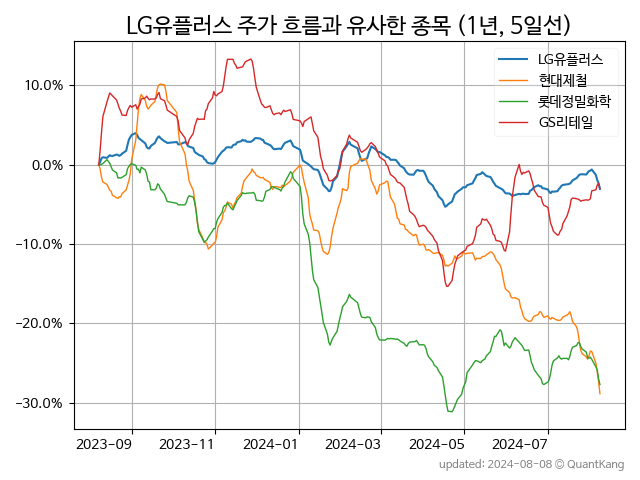 LG유플러스 주가 흐름과 유사한 종목 (1년, 5일선)
LG유플러스
현대제철
롯데정밀화학
GS리테일
10.0%
0.0%
−10.0%
−20.0%
−30.0%
2023-09 2023-11 2024-01 2024-03 2024-05 2024-07
updated: 2024-08-08 © QuantKang